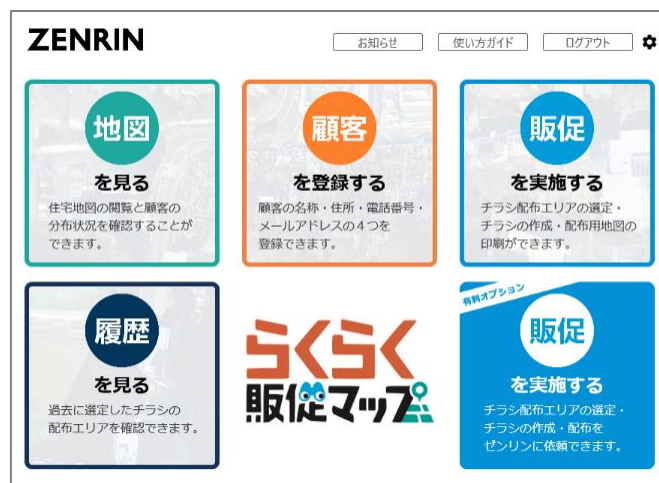 ZENRIN
お知らせ
使い方ガイド
ログアウト
地図
を見る
住宅地図の閲覧と顧客の
分布状況を確認することが
できます。
顧客
を登録する
顧客の名称・住所・電話番号・
メールアドレスの４つを
登録できます。
販促
を実施する
チラシ配布エリアの選定・
チラシの作成・配布用地図の
印刷ができます。
履歴
を見る
過去に選定したチラシの
配布エリアを確認できます。
らくらく
販促マップ
有料オプション
販促
を実施する
チラシ配布エリアの選定・
チラシの作成・配布を
ゼンリンに依頼できます。